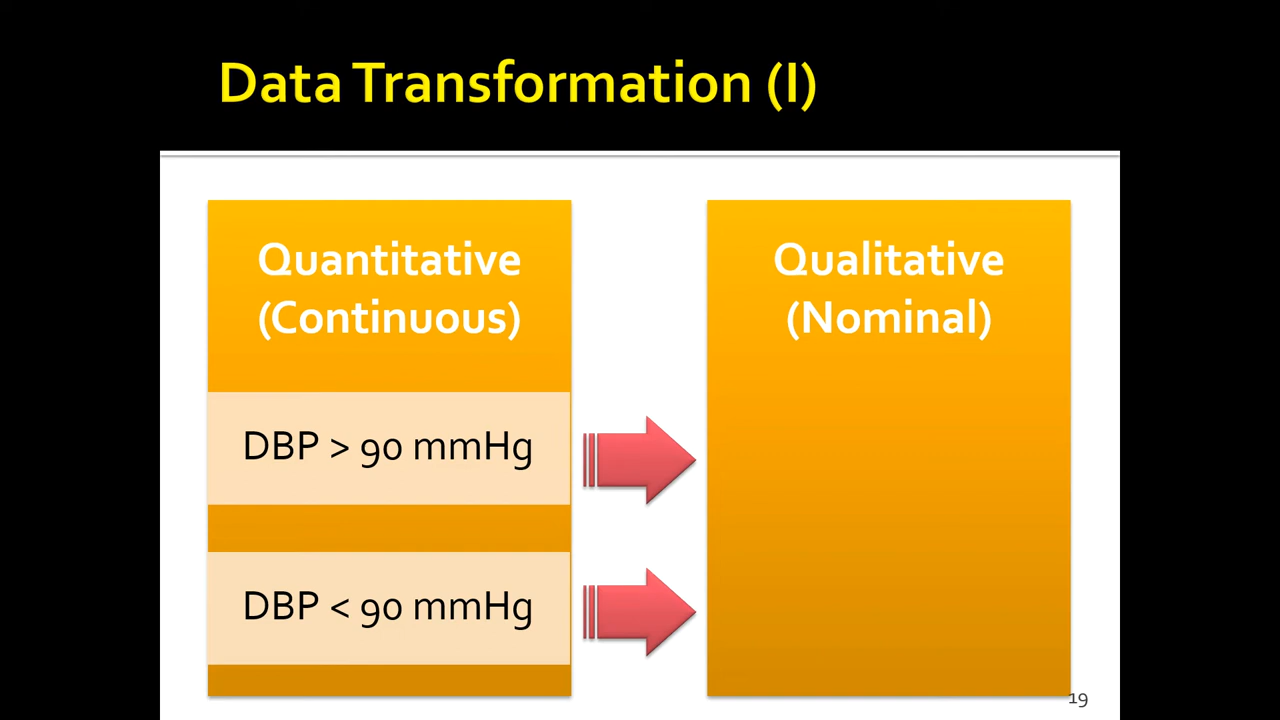 Data Transformation (I)
Quantitative
(Continuous)
DBP > 90 mmHg
DBP < 90 mmHg
Qualitative
(Nominal)
19